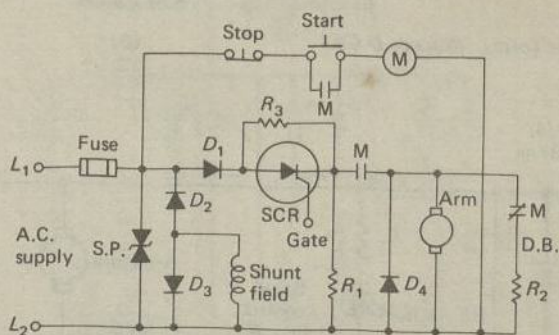 Start
Stop
M
M
R3
Fuse
D1
M
L1
D2
SCR
Gate
Arm
M
D.B.
A.C.
supply
S.P.
D3
Shunt
field
R1
D4
R2
L2